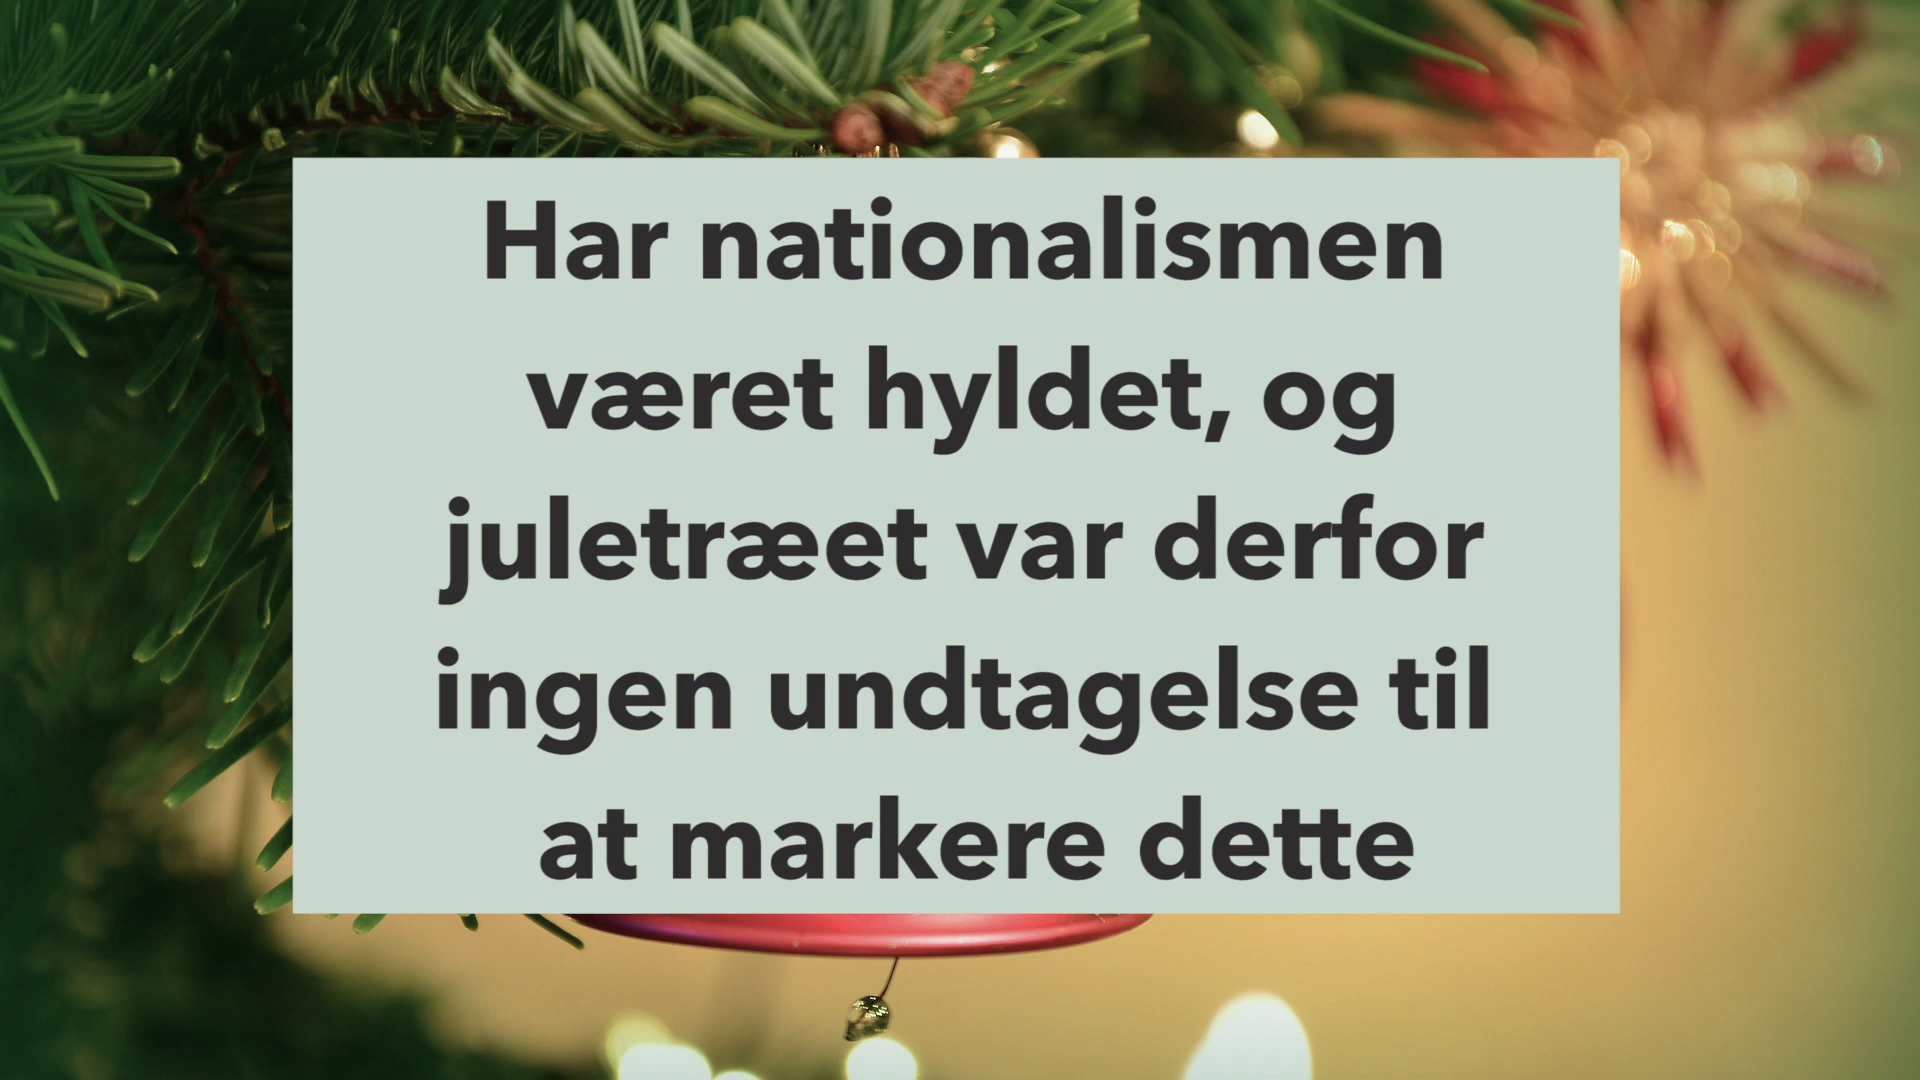 Har nationalismen
været hyldet, og
juletræet var derfor
ingen undtagelse til
at markere dette